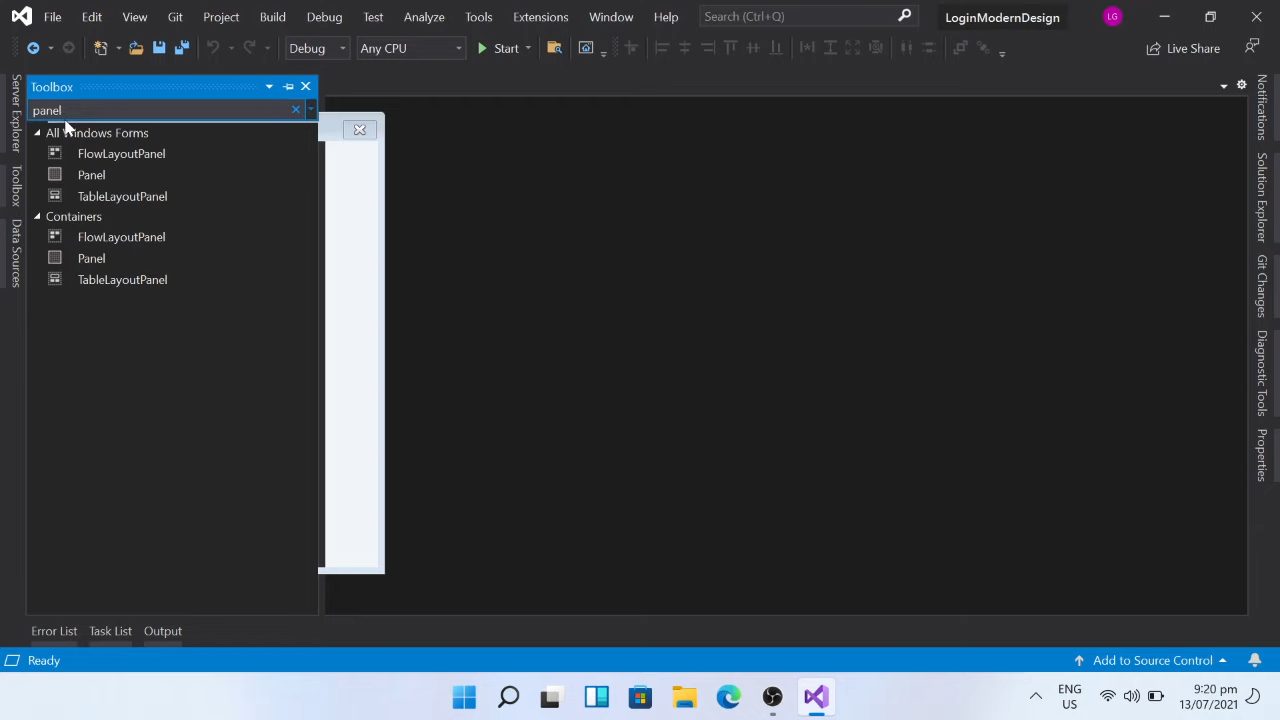 File Edit View Git Project Build Debug Test Analyze Tools Extensions Window Help Search (Ctrl+Q) LoginModernDesign LG
Debug Any CPU Start Live Share
Server Explorer
Toolbox
Data Sources
Toolbox
panel
All Windows Forms
FlowLayoutPanel
Panel
TableLayoutPanel
Containers
FlowLayoutPanel
Panel
TableLayoutPanel
Notifications
Solution Explorer
Git Changes
Diagnostic Tools
Properties
Error List Task List Output
Ready Add to Source Control
ENG
US
9:20 pm
13/07/2021